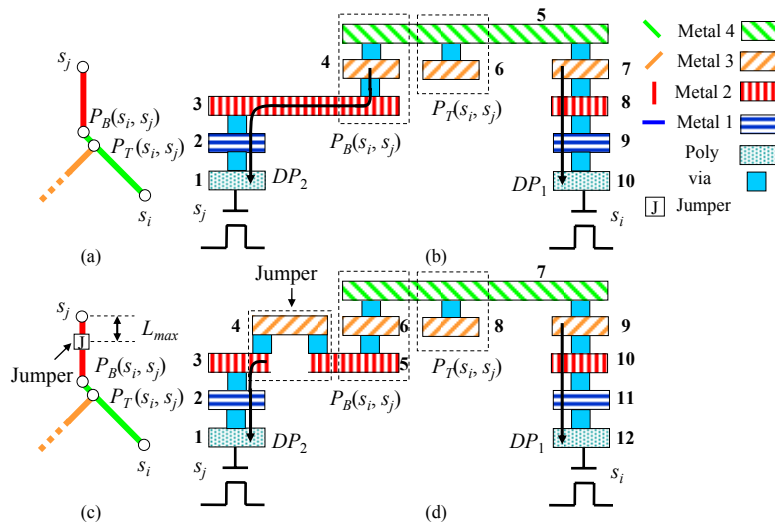 s_j
P_B(s_i, s_j)
P_T(s_i, s_j)
s_i
(a)
5
4
6
7
3
8
2
9
1
10
P_B(s_i, s_j)
P_T(s_i, s_j)
DP_2
DP_1
s_j
s_i
(b)
Metal 4
Metal 3
Metal 2
Metal 1
Poly
via
J Jumper
s_j
L_max
J
Jumper
P_B(s_i, s_j)
P_T(s_i, s_j)
s_i
(c)
Jumper
7
4
6
8
9
3
5
10
2
11
1
12
P_B(s_i, s_j)
P_T(s_i, s_j)
DP_2
DP_1
s_j
s_i
(d)